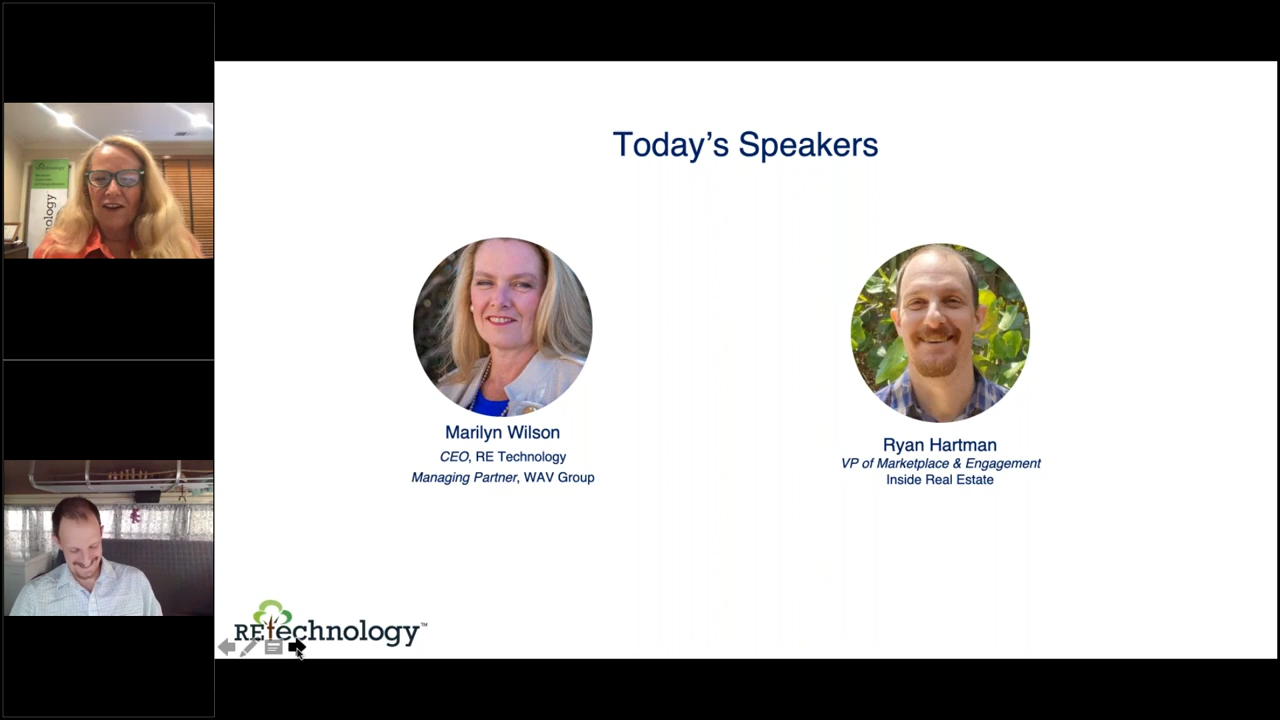 Today's Speakers
Marilyn Wilson
CEO, RE Technology
Managing Partner, WAV Group
Ryan Hartman
VP of Marketplace & Engagement
Inside Real Estate
REtechnology™